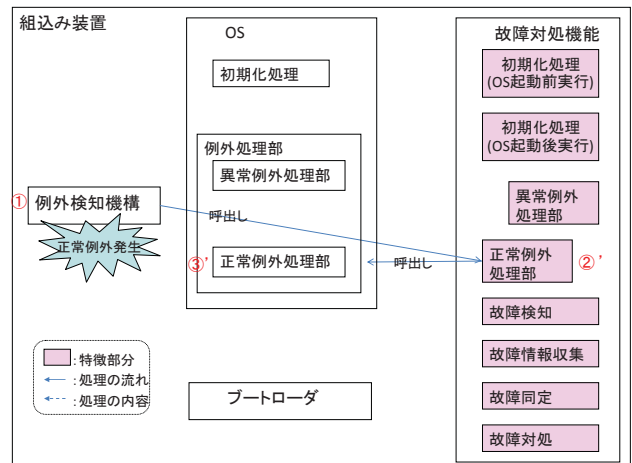 組込み装置
OS
初期化処理
例外処理部
異常例外処理部
呼出し
③'
正常例外処理部
①
例外検知機構
正常例外発生
呼出し
故障対処機能
初期化処理
(OS起動前実行)
初期化処理
(OS起動後実行)
異常例外
処理部
正常例外
処理部
②'
故障検知
故障情報収集
故障同定
故障対処
:特徴部分
:処理の流れ
:処理の内容
ブートローダ